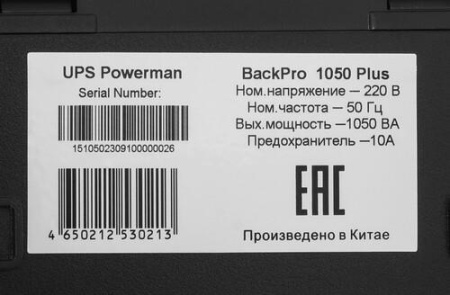 UPS Powerman
Serial Number:
1510502309100000026
4 650212 530213
BackPro 1050 Plus
Ном.напряжение — 220 В
Ном.частота — 50 Гц
Вых.мощность —1050 ВА
Предохранитель —10А
ЕАС
Произведено в Китае